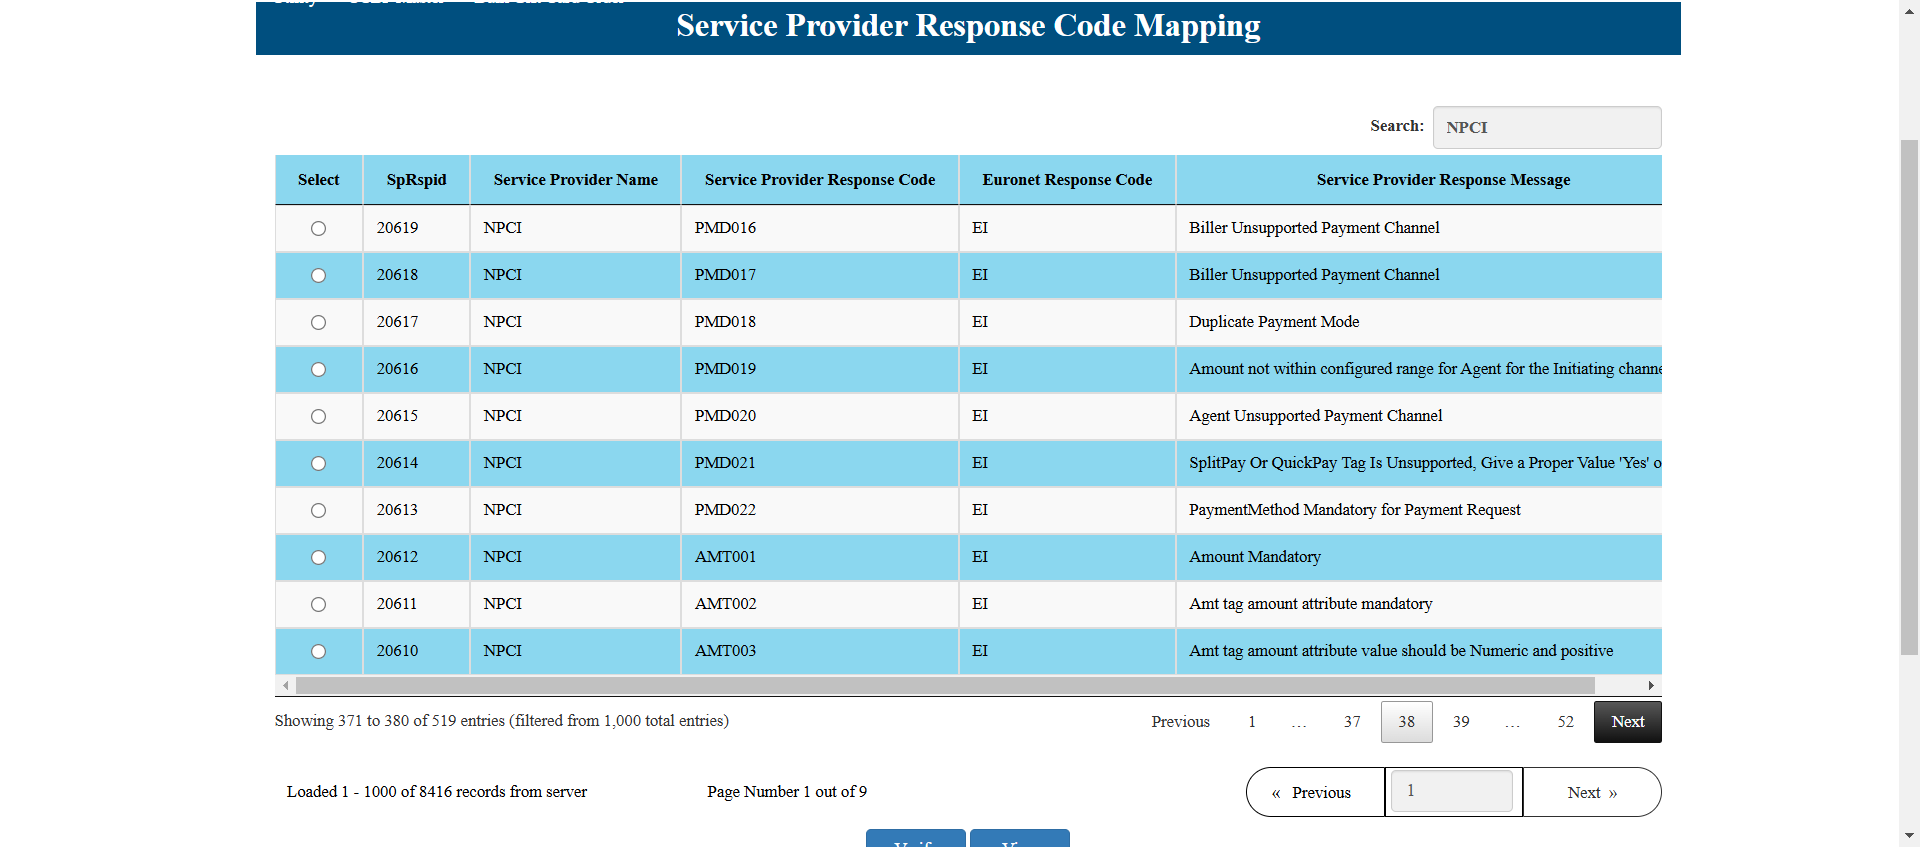 Service Provider Response Code Mapping
Search: NPCI
Select SpRspid Service Provider Name Service Provider Response Code Euronet Response Code Service Provider Response Message
20619 NPCI PMD016 EI Biller Unsupported Payment Channel
20618 NPCI PMD017 EI Biller Unsupported Payment Channel
20617 NPCI PMD018 EI Duplicate Payment Mode
20616 NPCI PMD019 EI Amount not within configured range for Agent for the Initiating channe
20615 NPCI PMD020 EI Agent Unsupported Payment Channel
20614 NPCI PMD021 EI SplitPay Or QuickPay Tag Is Unsupported, Give a Proper Value 'Yes' o
20613 NPCI PMD022 EI PaymentMethod Mandatory for Payment Request
20612 NPCI AMT001 EI Amount Mandatory
20611 NPCI AMT002 EI Amt tag amount attribute mandatory
20610 NPCI AMT003 EI Amt tag amount attribute value should be Numeric and positive
Showing 371 to 380 of 519 entries (filtered from 1,000 total entries) Previous 1 ... 37 38 39 ... 52 Next
Loaded 1 - 1000 of 8416 records from server Page Number 1 out of 9 « Previous 1 Next »